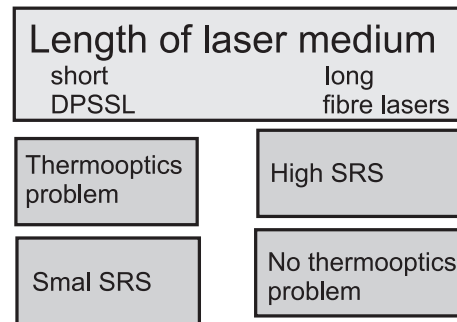 Length of laser medium
short long
DPSSL fibre lasers
Thermooptics
problem
High SRS
Smal SRS
No thermooptics
problem